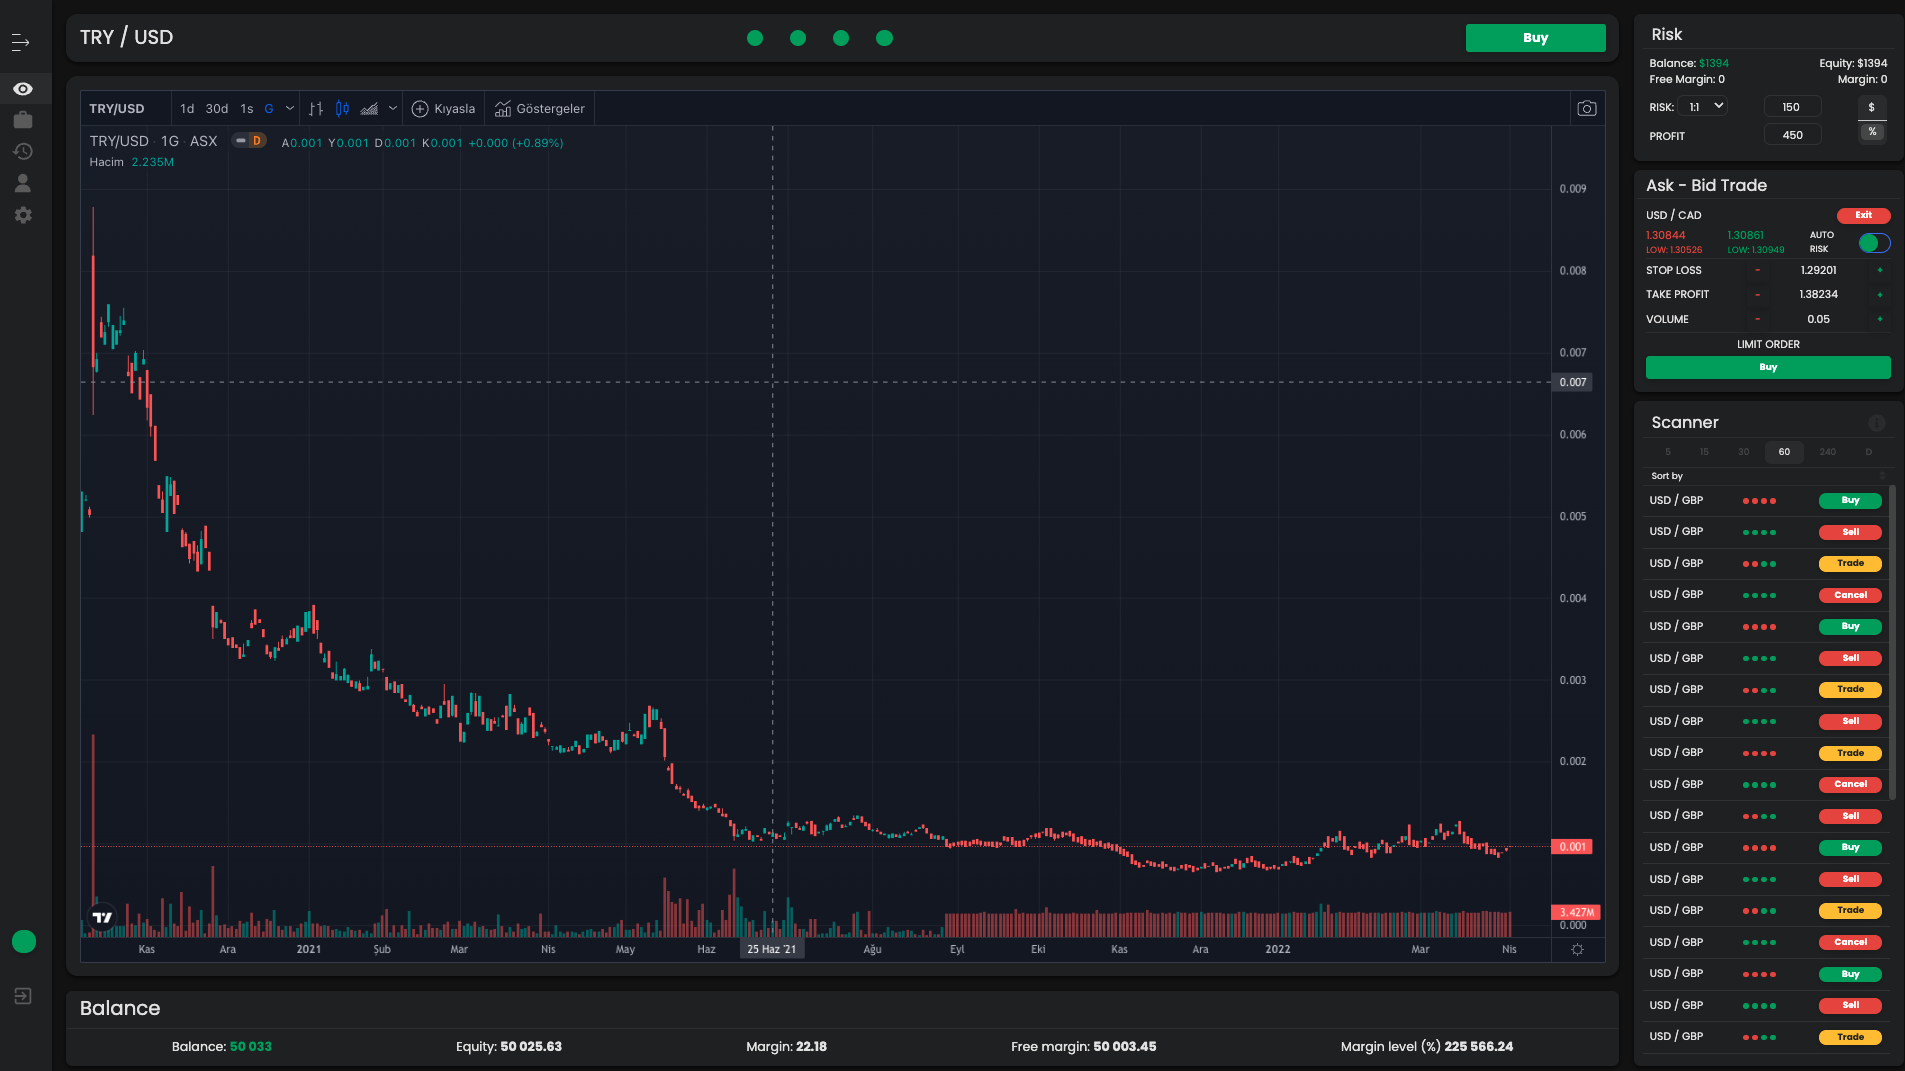 TRY / USD
Buy
TRY/USD 1d 30d 1s G Kıyasla Göstergeler
TRY/USD · 1G · ASX D A0.001 Y0.001 D0.001 K0.001 +0.000 (+0.89%)
Hacim 2.235M
0.009
0.008
0.007
0.007
0.006
0.005
0.004
0.003
0.002
0.001
3.427M
0.000
Kas Ara 2021 Şub Mar Nis May Haz 25 Haz '21 Ağu Eyl Eki Kas Ara 2022 Mar Nis
Balance
Balance: 50 033 Equity: 50 025.63 Margin: 22.18 Free margin: 50 003.45 Margin level (%) 225 566.24
Risk
Balance: $1394 Equity: $1394
Free Margin: 0 Margin: 0
RISK: 1:1 150 $
PROFIT 450 %
Ask - Bid Trade
USD / CAD Exit
1.30844 1.30861 AUTO
LOW: 1.30526 LOW: 1.30949 RISK
STOP LOSS - 1.29201 +
TAKE PROFIT - 1.38234 +
VOLUME - 0.05 +
LIMIT ORDER
Buy
Scanner
5 15 30 60 240 D
Sort by
USD / GBP Buy
USD / GBP Sell
USD / GBP Trade
USD / GBP Cancel
USD / GBP Buy
USD / GBP Sell
USD / GBP Trade
USD / GBP Sell
USD / GBP Trade
USD / GBP Cancel
USD / GBP Sell
USD / GBP Buy
USD / GBP Sell
USD / GBP Trade
USD / GBP Cancel
USD / GBP Buy
USD / GBP Sell
USD / GBP Trade